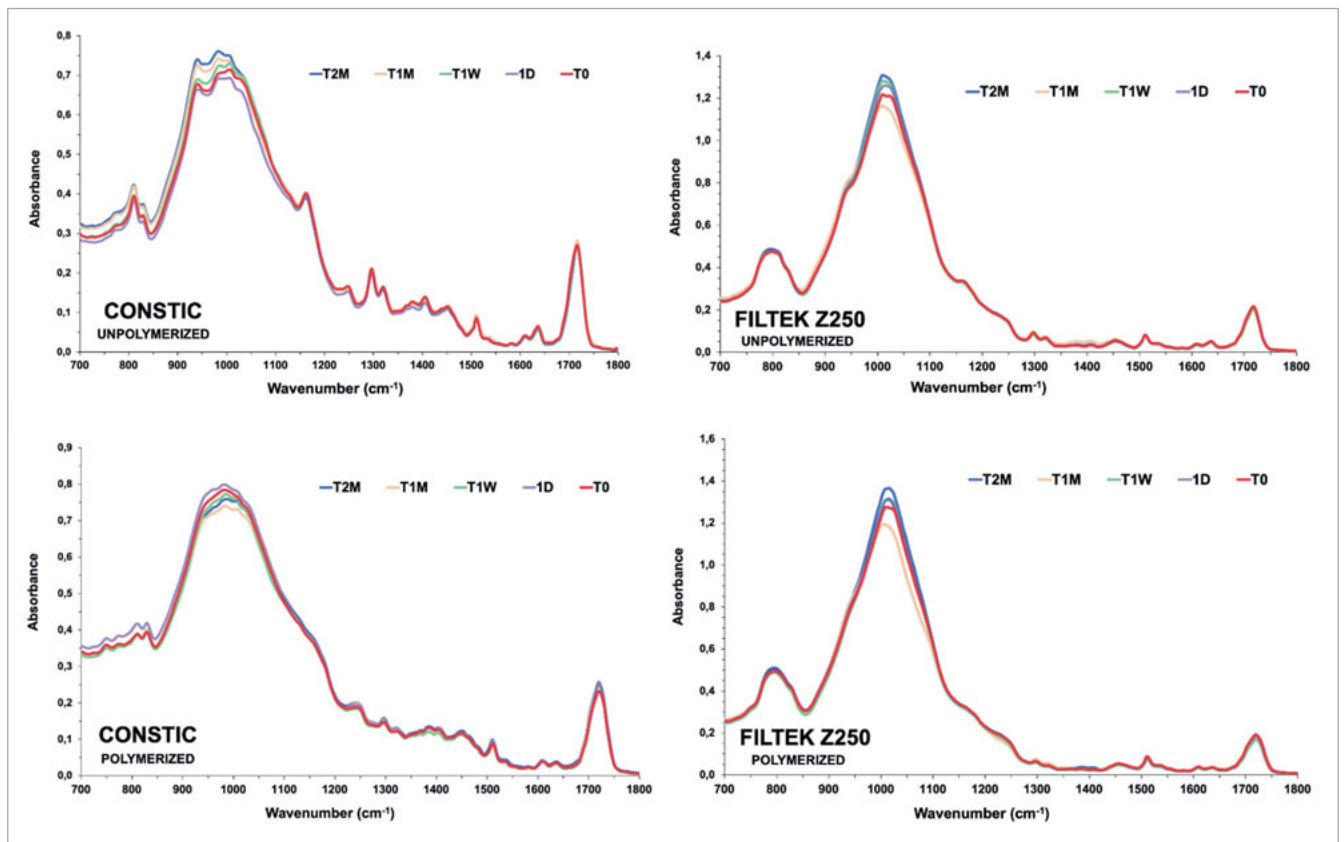 0,8
0,7
0,6
0,5
0,4
0,3
0,2
0,1
0,0
Absorbance
T2M T1M T1W 1D T0
CONSTIC
UNPOLYMERIZED
700 800 900 1000 1100 1200 1300 1400 1500 1600 1700 1800
Wavenumber (cm⁻¹)
1,4
1,2
1,0
0,8
0,6
0,4
0,2
0,0
Absorbance
T2M T1M T1W 1D T0
FILTEK Z250
UNPOLYMERIZED
700 800 900 1000 1100 1200 1300 1400 1500 1600 1700 1800
Wavenumber (cm⁻¹)
0,9
0,8
0,7
0,6
0,5
0,4
0,3
0,2
0,1
0,0
Absorbance
T2M T1M T1W 1D T0
CONSTIC
POLYMERIZED
700 800 900 1000 1100 1200 1300 1400 1500 1600 1700 1800
Wavenumber (cm⁻¹)
1,6
1,4
1,2
1,0
0,8
0,6
0,4
0,2
0,0
Absorbance
T2M T1M T1W 1D T0
FILTEK Z250
POLYMERIZED
700 800 900 1000 1100 1200 1300 1400 1500 1600 1700 1800
Wavenumber (cm⁻¹)